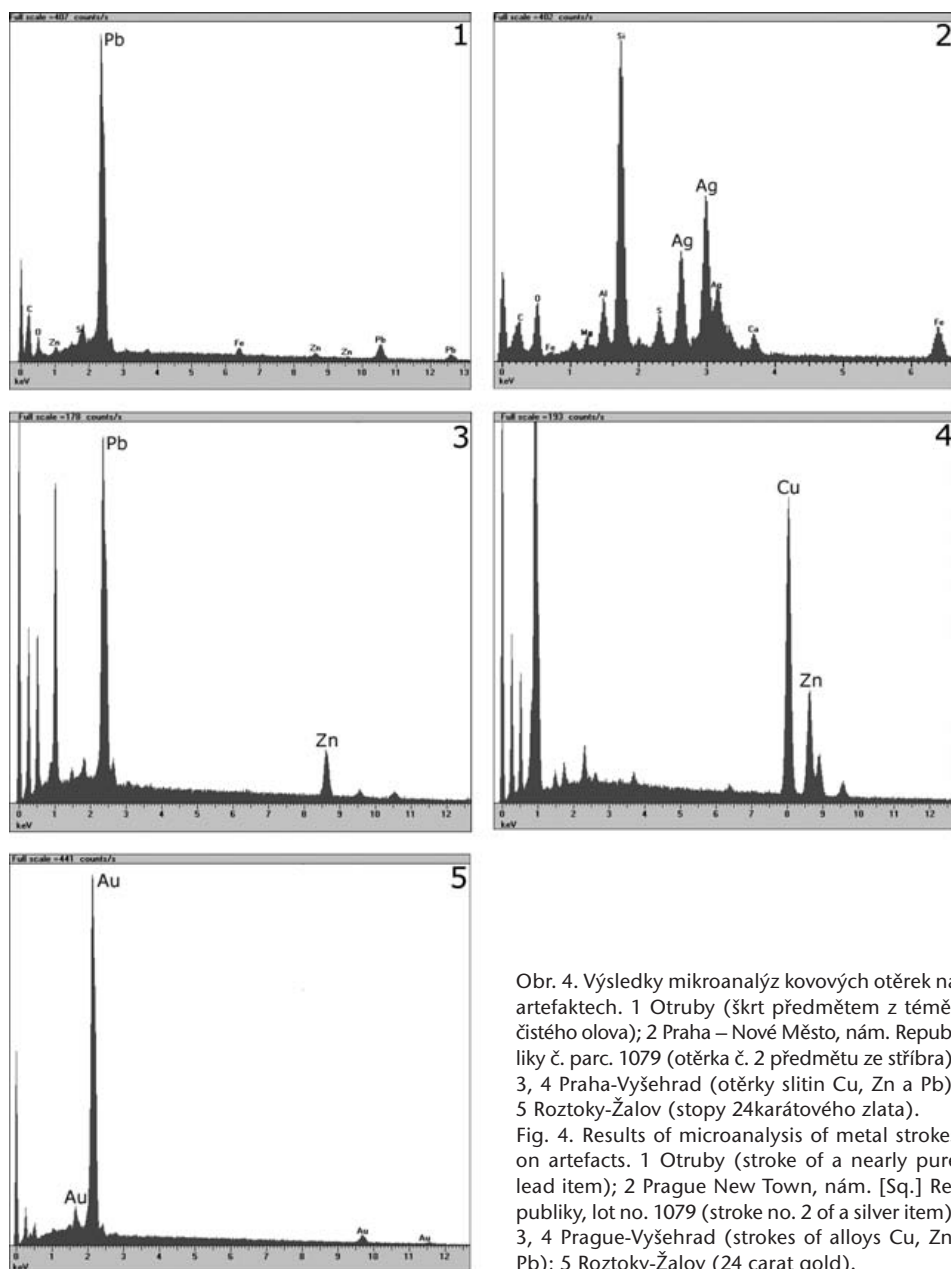 Full scale =407 counts/s
1
Pb
C
O
Zn
Fe
Zn
Zn
Pb
Pb
0 1 2 3 4 5 6 7 8 9 10 11 12 13
keV
Full scale =402 counts/s
2
Si
Ag
Ag
Ag
Al
O
C
Fe
Mg
S
Ca
Fe
0 1 2 3 4 5 6
keV
Full scale =178 counts/s
3
Pb
Zn
0 1 2 3 4 5 6 7 8 9 10 11 12
keV
Full scale =193 counts/s
4
Cu
Zn
0 1 2 3 4 5 6 7 8 9 10 11 12
keV
Full scale =441 counts/s
5
Au
Au
Au
Au
0 1 2 3 4 5 6 7 8 9 10 11 12
keV
Obr. 4. Výsledky mikroanalýz kovových otěrek na
artefaktech. 1 Otruby (škrt předmětem z témě
čistého olova); 2 Praha – Nové Město, nám. Repub
liky č. parc. 1079 (otěrka č. 2 předmětu ze stříbra)
3, 4 Praha-Vyšehrad (otěrky slitin Cu, Zn a Pb)
5 Roztoky-Žalov (stopy 24karátového zlata).
Fig. 4. Results of microanalysis of metal stroke
on artefacts. 1 Otruby (stroke of a nearly pure
lead item); 2 Prague New Town, nám. [Sq.] Re
publiky, lot no. 1079 (stroke no. 2 of a silver item)
3, 4 Prague-Vyšehrad (strokes of alloys Cu, Zn
Pb); 5 Roztoky-Žalov (24 carat gold).